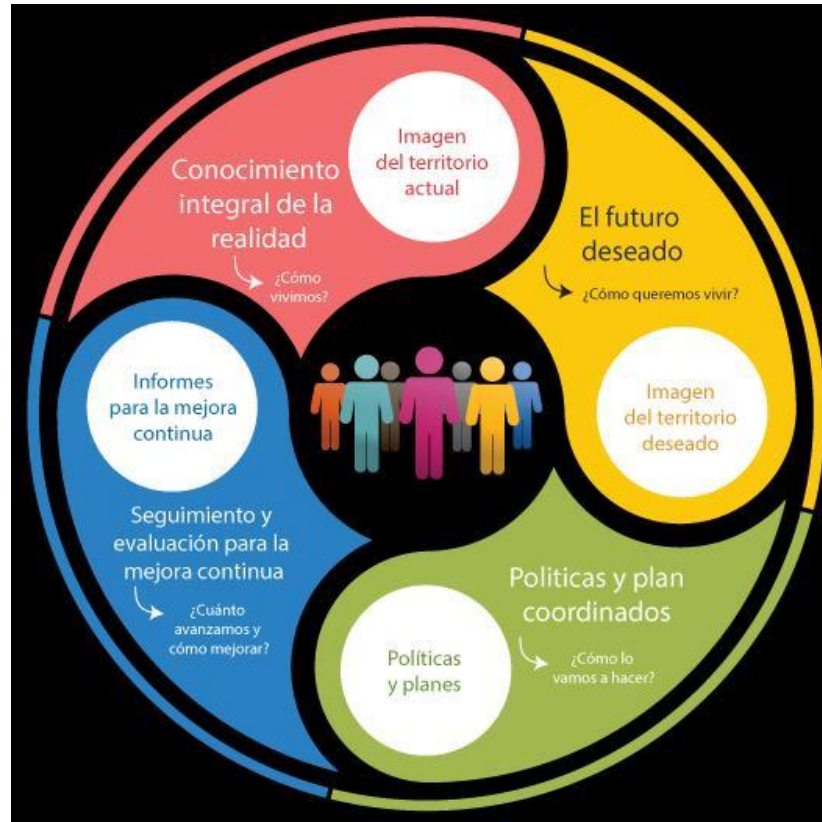 Conocimiento
integral de la
realidad
¿Cómo
vivimos?
Imagen
del territorio
actual
El futuro
deseado
¿Cómo queremos vivir?
Imagen
del territorio
deseado
Politicas y plan
coordinados
¿Cómo lo
vamos a hacer?
Políticas
y planes
Seguimiento y
evaluación para la
mejora continua
¿Cuánto
avanzamos y
cómo mejorar?
Informes
para la mejora
continua